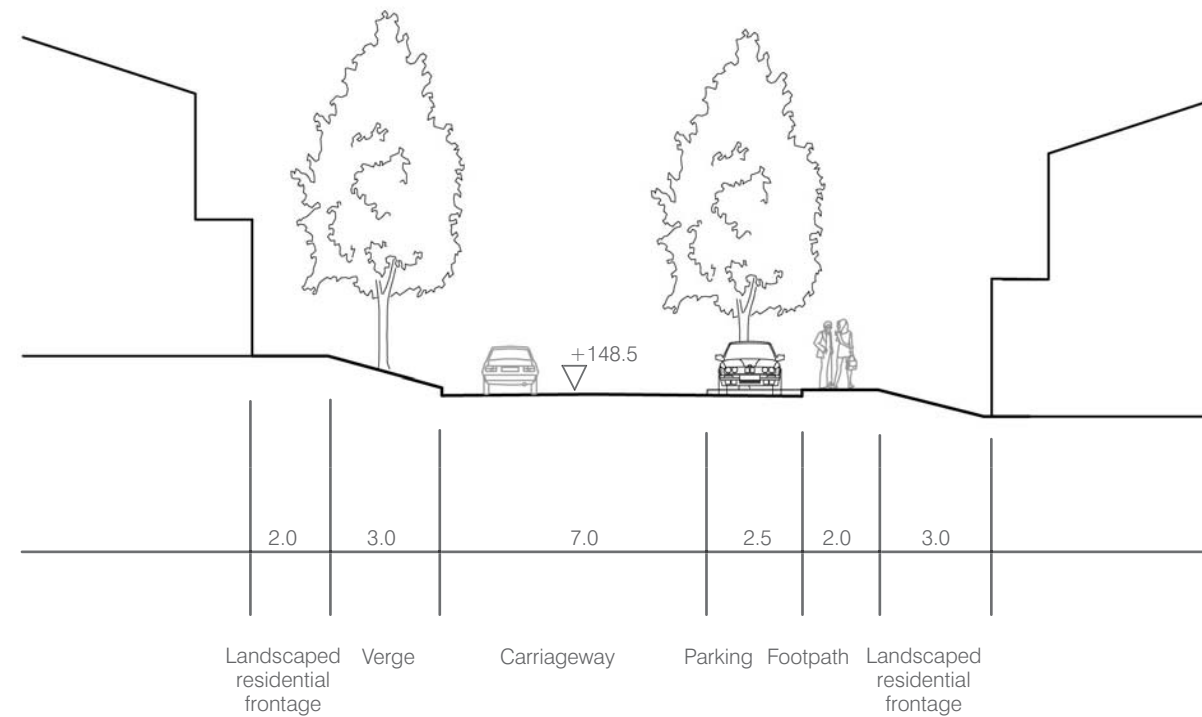 +148.5
2.0
3.0
7.0
2.5
2.0
3.0
Landscaped
residential
frontage
Verge
Carriageway
Parking
Footpath
Landscaped
residential
frontage